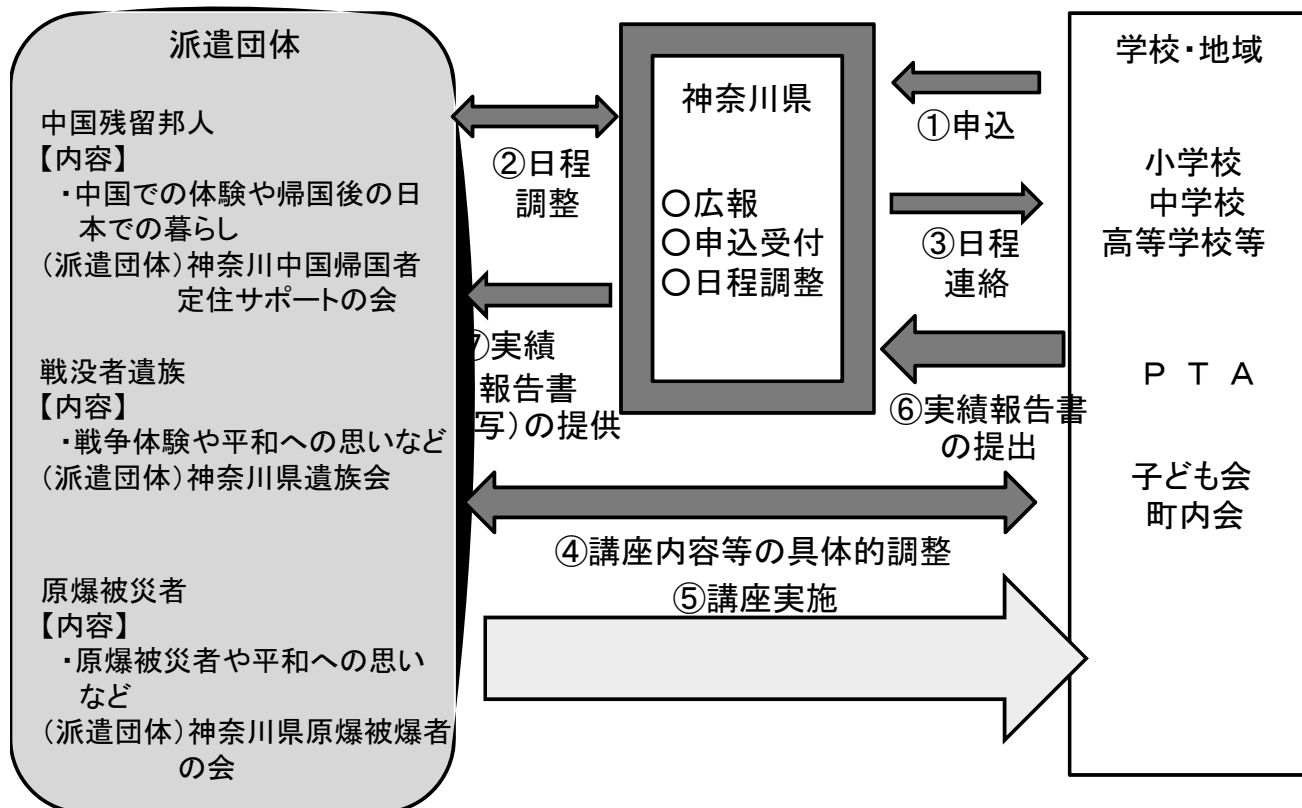 派遣団体
中国残留邦人
【内容】
・中国での体験や帰国後の日
本での暮らし
（派遣団体）神奈川中国帰国者
定住サポートの会
戦没者遺族
【内容】
・戦争体験や平和への思いなど
（派遣団体）神奈川県遺族会
原爆被災者
【内容】
・原爆被災者や平和への思い
など
（派遣団体）神奈川県原爆被爆者
の会
②日程
調整
⑦実績
報告書
写）の提供
神奈川県
○広報
○申込受付
○日程調整
①申込
③日程
連絡
⑥実績報告書
の提出
④講座内容等の具体的調整
⑤講座実施
学校・地域
小学校
中学校
高等学校等
ＰＴＡ
子ども会
町内会